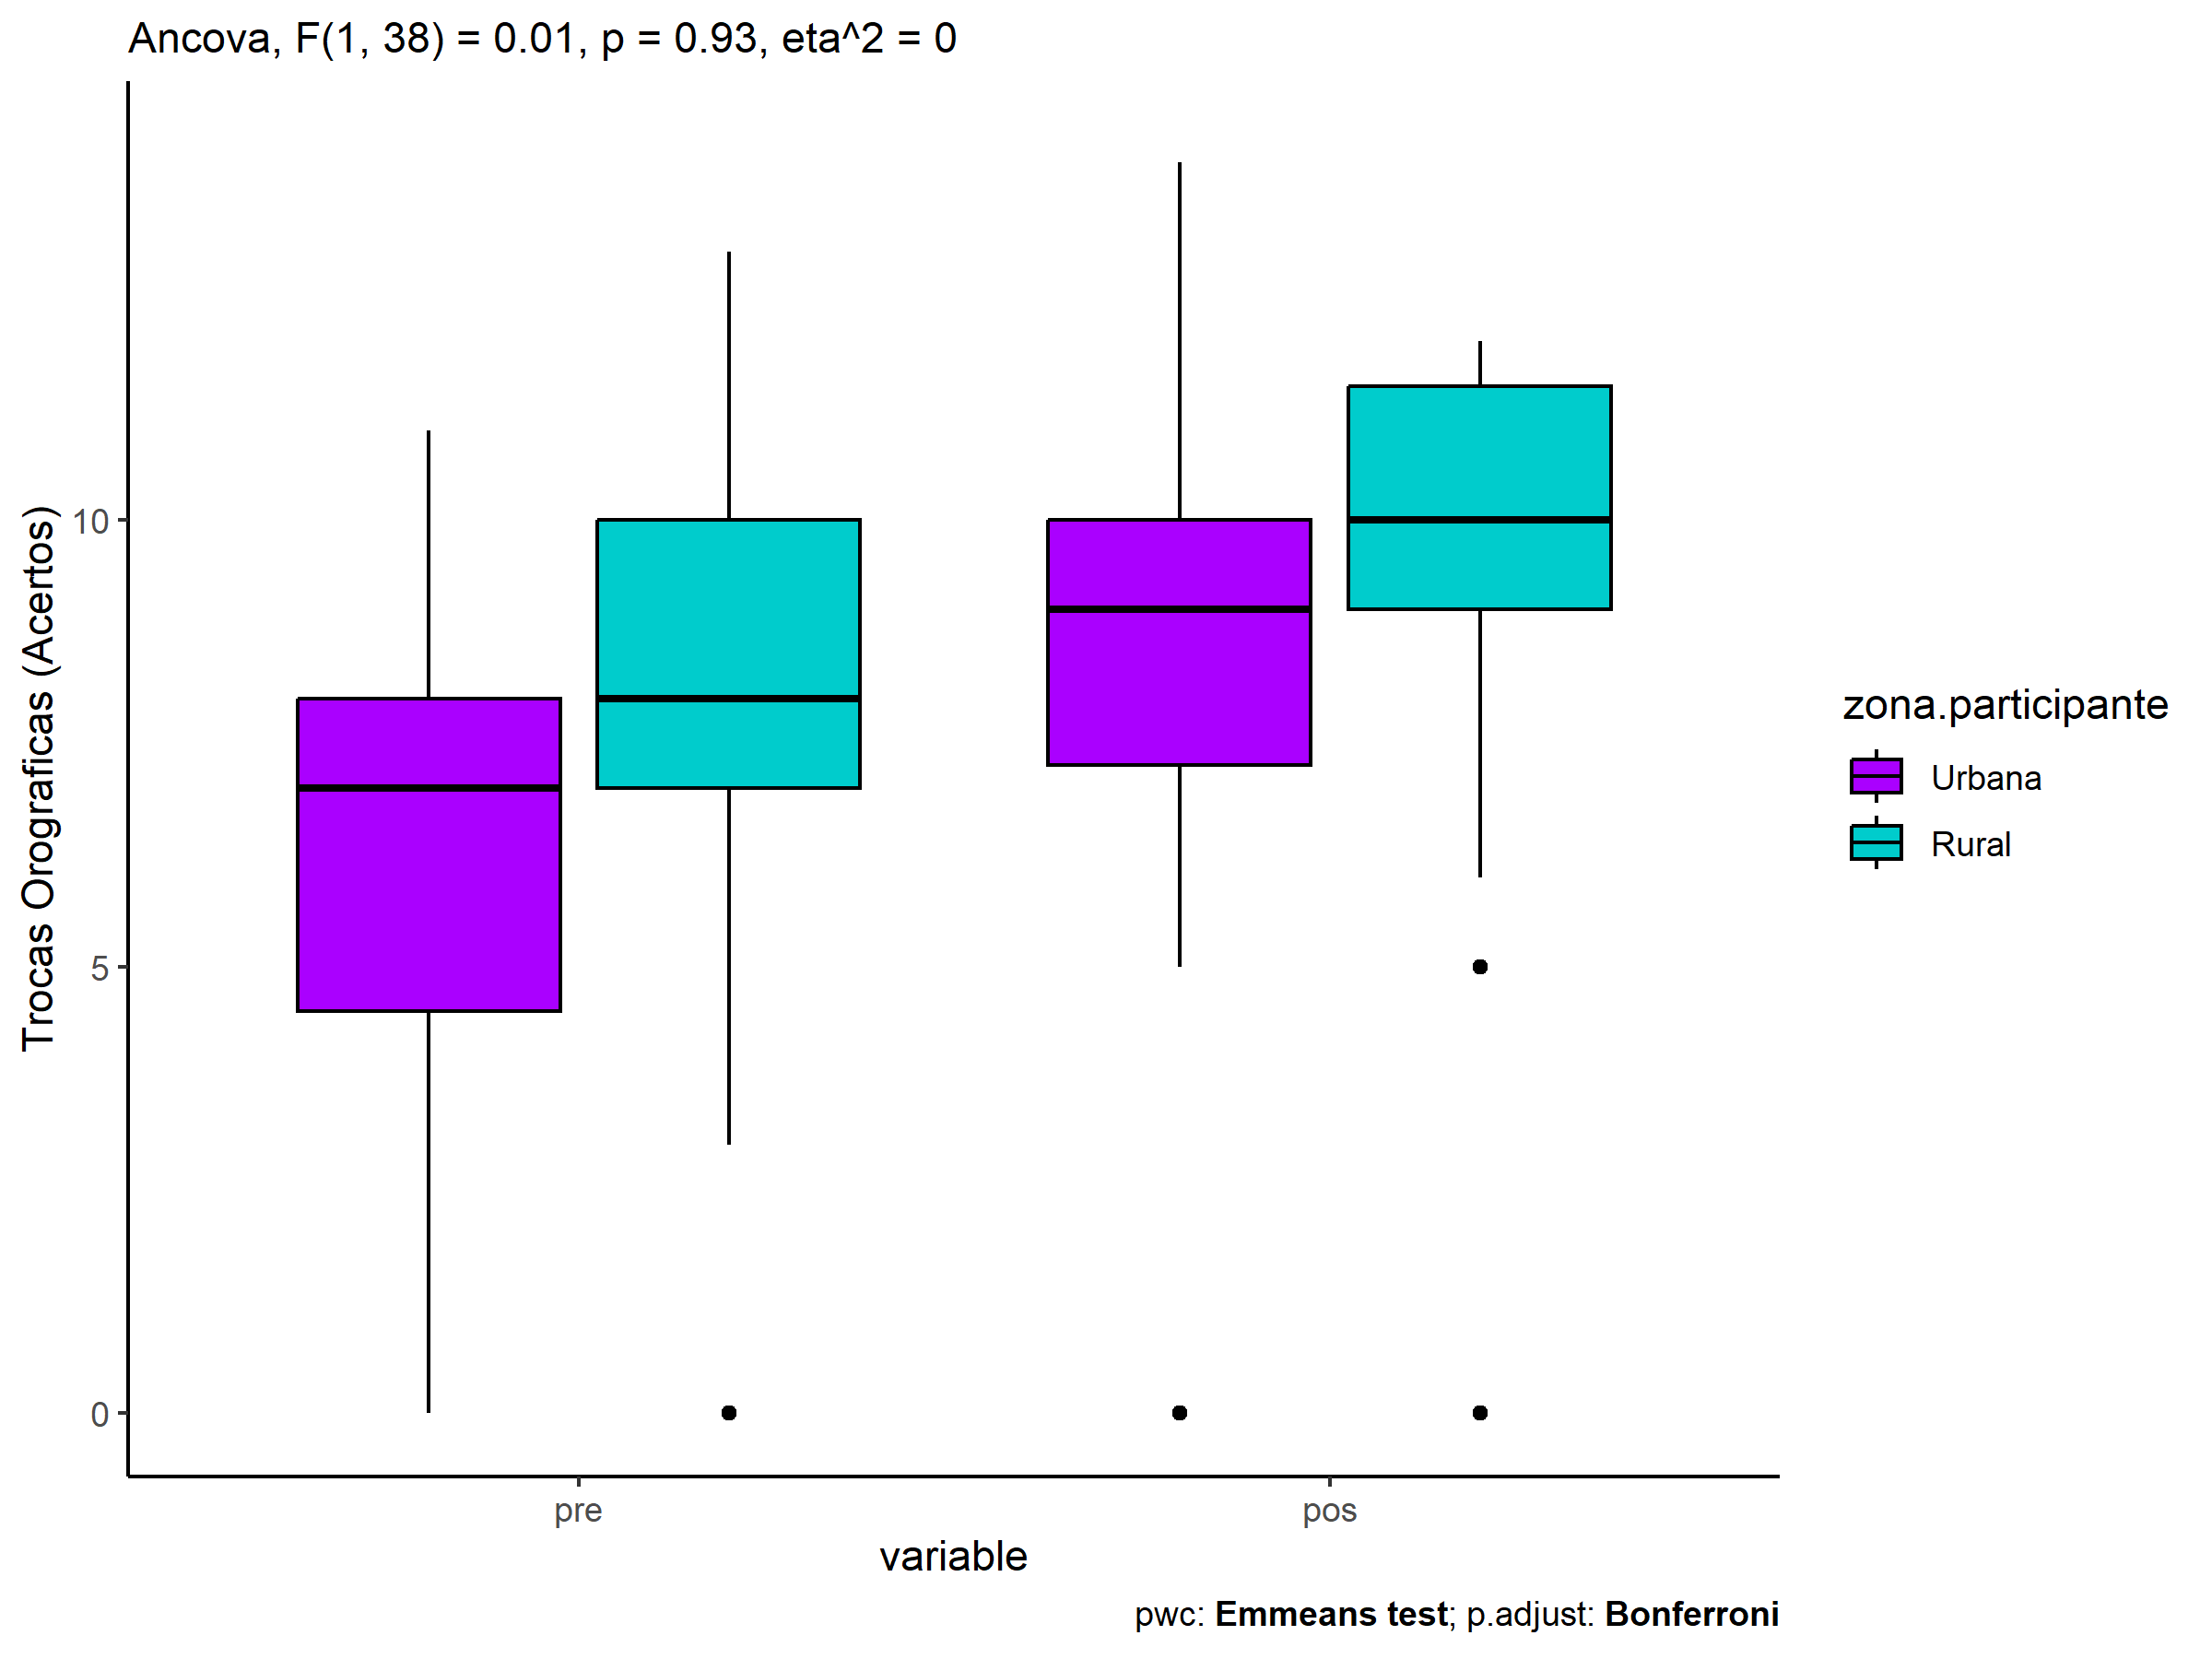 Ancova, F(1, 38) = 0.01, p = 0.93, eta^2 = 0
Trocas Orograficas (Acertos)
10
5
0
pre
pos
variable
zona.participante
Urbana
Rural
pwc: Emmeans test; p.adjust: Bonferroni